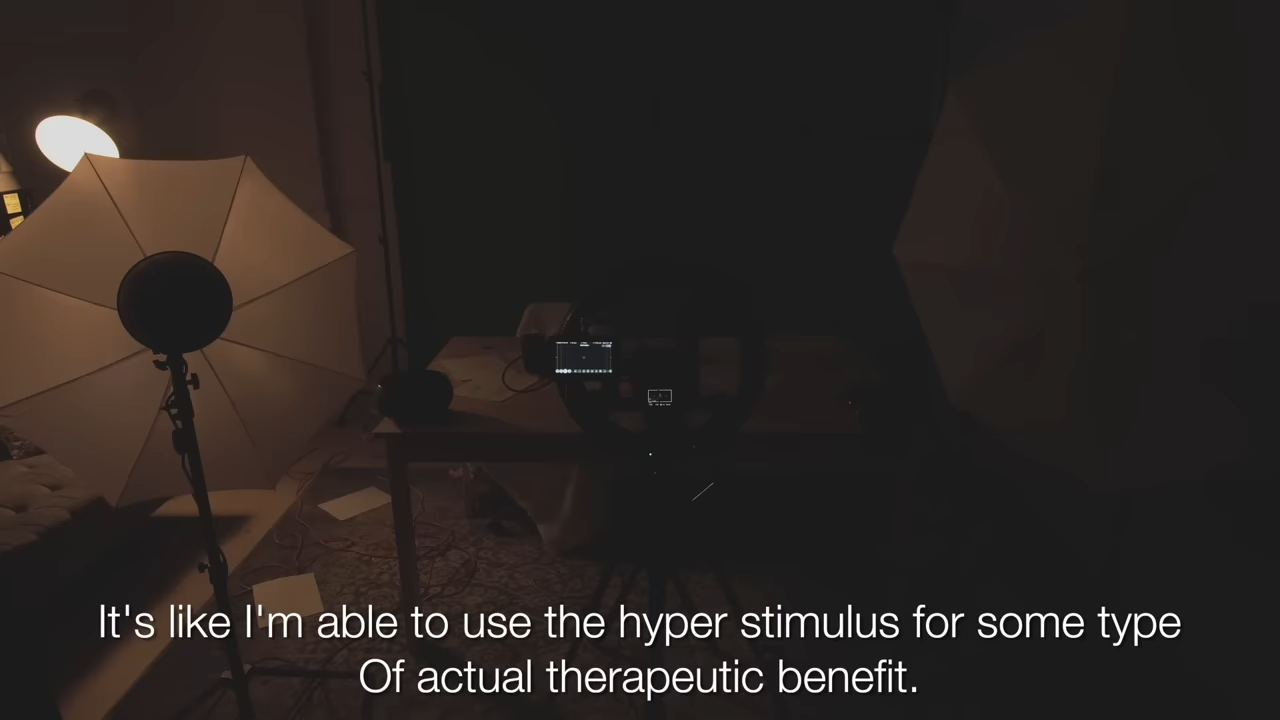 It's like I'm able to use the hyper stimulus for some type
Of actual therapeutic benefit.